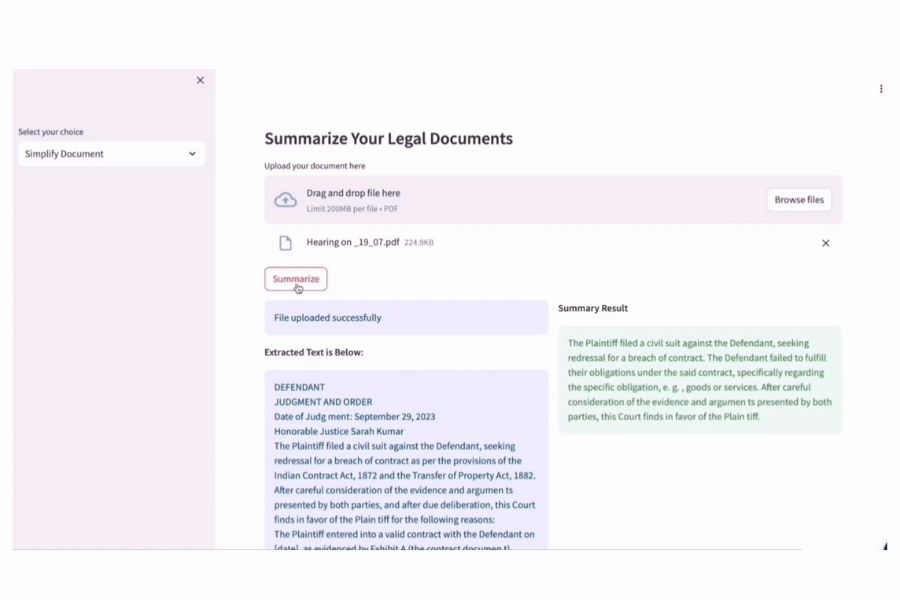 Select your choice
Simplify Document
Summarize Your Legal Documents
Upload your document here
Drag and drop file here
Limit 200MB per file • PDF
Browse files
Hearing on _19_07.pdf 224.9KB
Summarize
File uploaded successfully
Extracted Text is Below:
DEFENDANT
JUDGMENT AND ORDER
Date of Judg ment: September 29, 2023
Honorable Justice Sarah Kumar
The Plaintiff filed a civil suit against the Defendant, seeking
redressal for a breach of contract as per the provisions of the
Indian Contract Act, 1872 and the Transfer of Property Act, 1882.
After careful consideration of the evidence and argumen ts
presented by both parties, and after due deliberation, this Court
finds in favor of the Plain tiff for the following reasons:
The Plaintiff entered into a valid contract with the Defendant on
[date], as evidenced by Exhibit A (the contract documen t).
Summary Result
The Plaintiff filed a civil suit against the Defendant, seeking
redressal for a breach of contract. The Defendant failed to fulfill
their obligations under the said contract, specifically regarding
the specific obligation, e. g. , goods or services. After careful
consideration of the evidence and argumen ts presented by both
parties, this Court finds in favor of the Plain tiff.